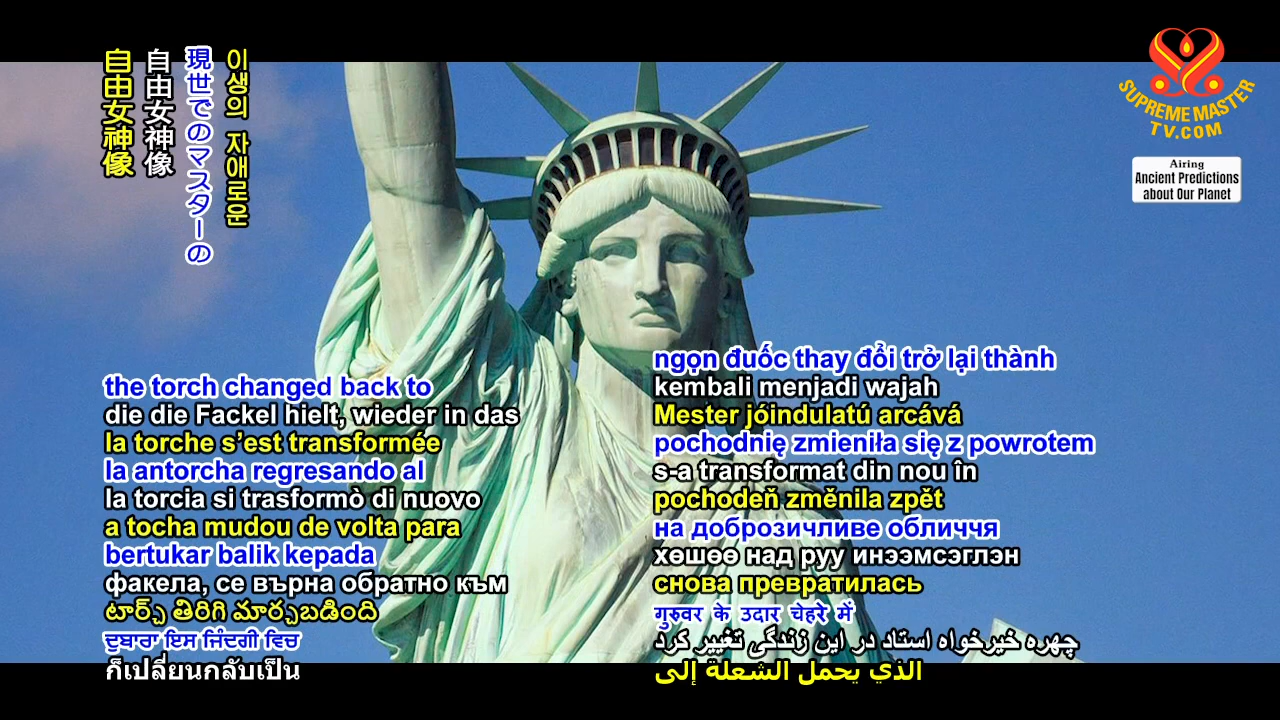 自由女神像
自由女神像
現世でのマスターの
이생의 자애로운
SUPREME MASTER
TV.COM
Airing
Ancient Predictions
about Our Planet
the torch changed back to
die die Fackel hielt, wieder in das
la torche s’est transformée
la antorcha regresando al
la torcia si trasformò di nuovo
a tocha mudou de volta para
bertukar balik kepada
факела, се върна обратно към
టార్చ్ తిరిగి మార్చబడింది
ਦੁਬਾਰਾ ਇਸ ਜਿੰਦਗੀ ਵਿਚ
ก็เปลี่ยนกลับเป็น
ngọn đuốc thay đổi trở lại thành
kembali menjadi wajah
Mester jóindulatú arcává
pochodnię zmieniła się z powrotem
s-a transformat din nou în
pochodeň změnila zpět
на доброзичливе обличчя
хөшөө над руу инээмсэглэн
снова превратилась
गुरुवर के उदार चेहरे में
چهره خیرخواه استاد در این زندگی تغییر کرد
الذي يحمل الشعلة إلى